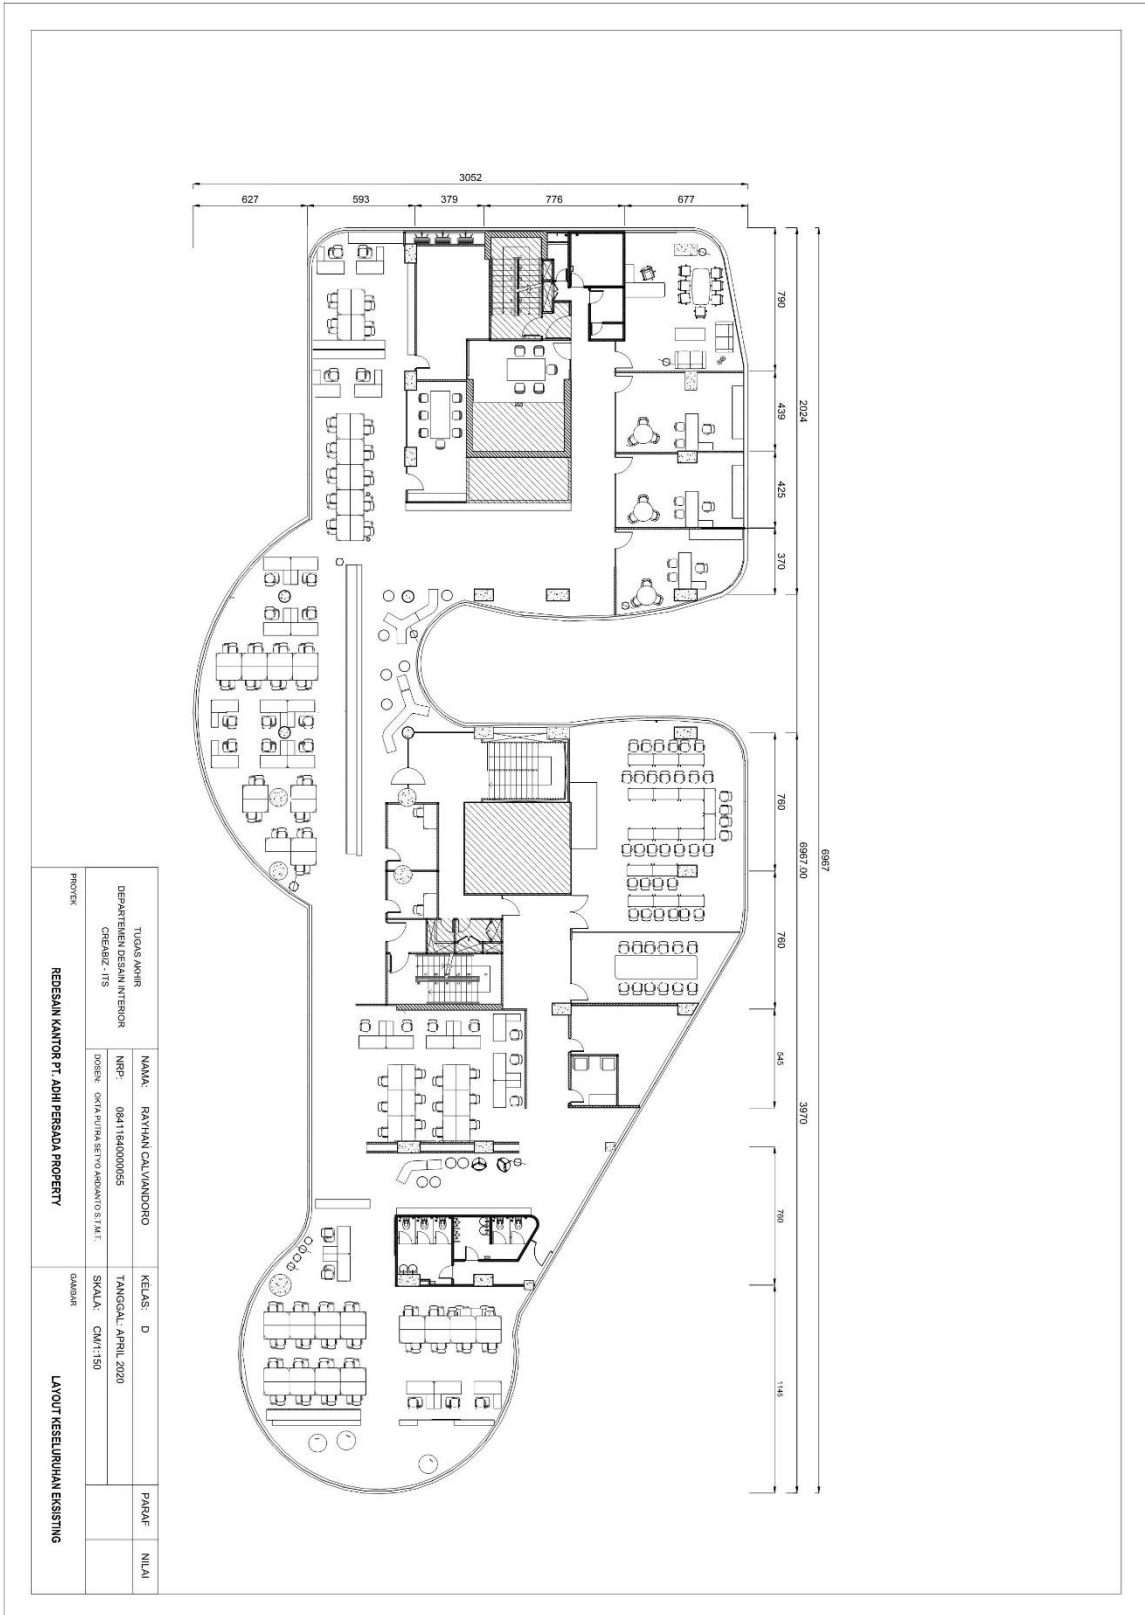 3052
627
593
379
776
677
790
439
425
370
2024
760
760
545
760
1145
6967.00
3970
6967
TUGAS AKHIR
DEPARTEMEN DESAIN INTERIOR
CREABIZ - ITS
NAMA: RAYHAN CALVIANDORO
NRP: 08411640000055
DOSEN: OKTA PUTRA SETYO ARDIANTO S.T.M.T.
KELAS: D
TANGGAL: APRIL 2020
SKALA: CM/1:150
PARAF
NILAI
PROYEK
REDESAIN KANTOR PT. ADHI PERSADA PROPERTY
GAMBAR
LAYOUT KESELURUHAN EKSISTING